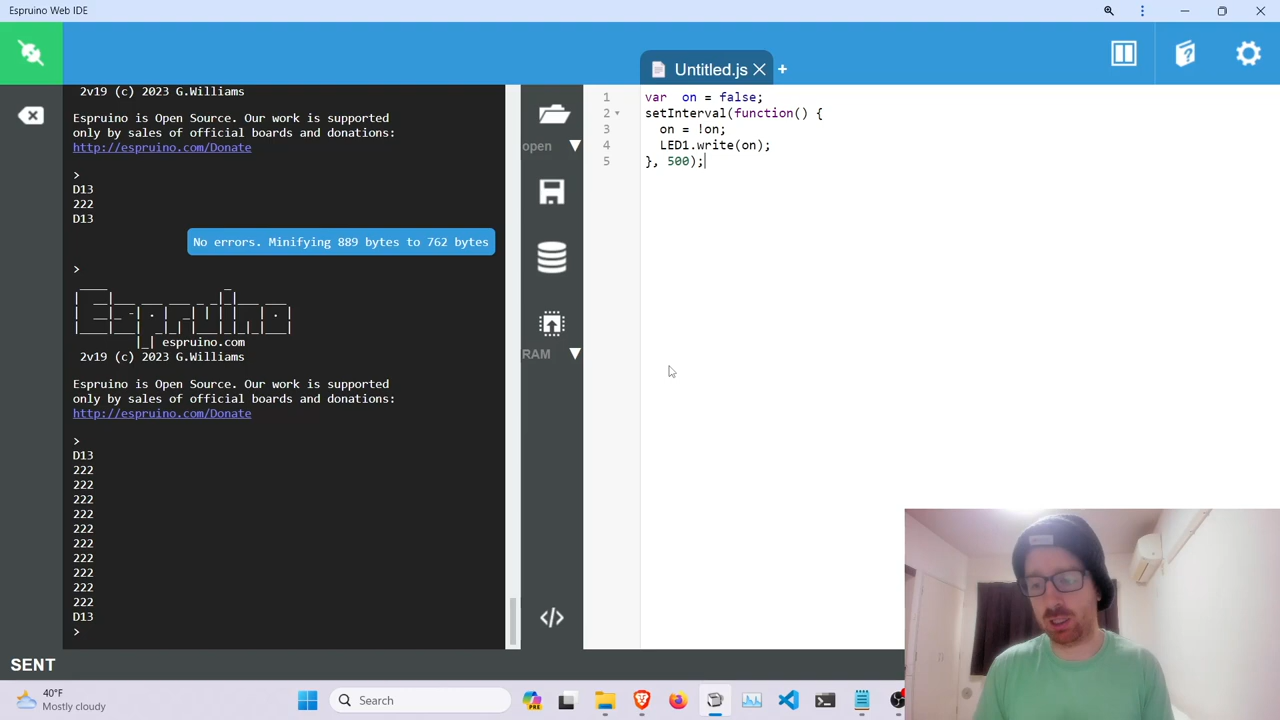 Espruino Web IDE
Untitled.js
2v19 (c) 2023 G.Williams
Espruino is Open Source. Our work is supported
only by sales of official boards and donations:
http://espruino.com/Donate
>
D13
222
D13
No errors. Minifying 889 bytes to 762 bytes
>
espruino.com
2v19 (c) 2023 G.Williams
Espruino is Open Source. Our work is supported
only by sales of official boards and donations:
http://espruino.com/Donate
>
D13
222
222
222
222
222
222
222
222
222
222
D13
>
open
RAM
1 var  on = false;
2 setInterval(function() {
3   on = !on;
4   LED1.write(on);
5 }, 500);
SENT
40°F
Mostly cloudy
Search
PRE